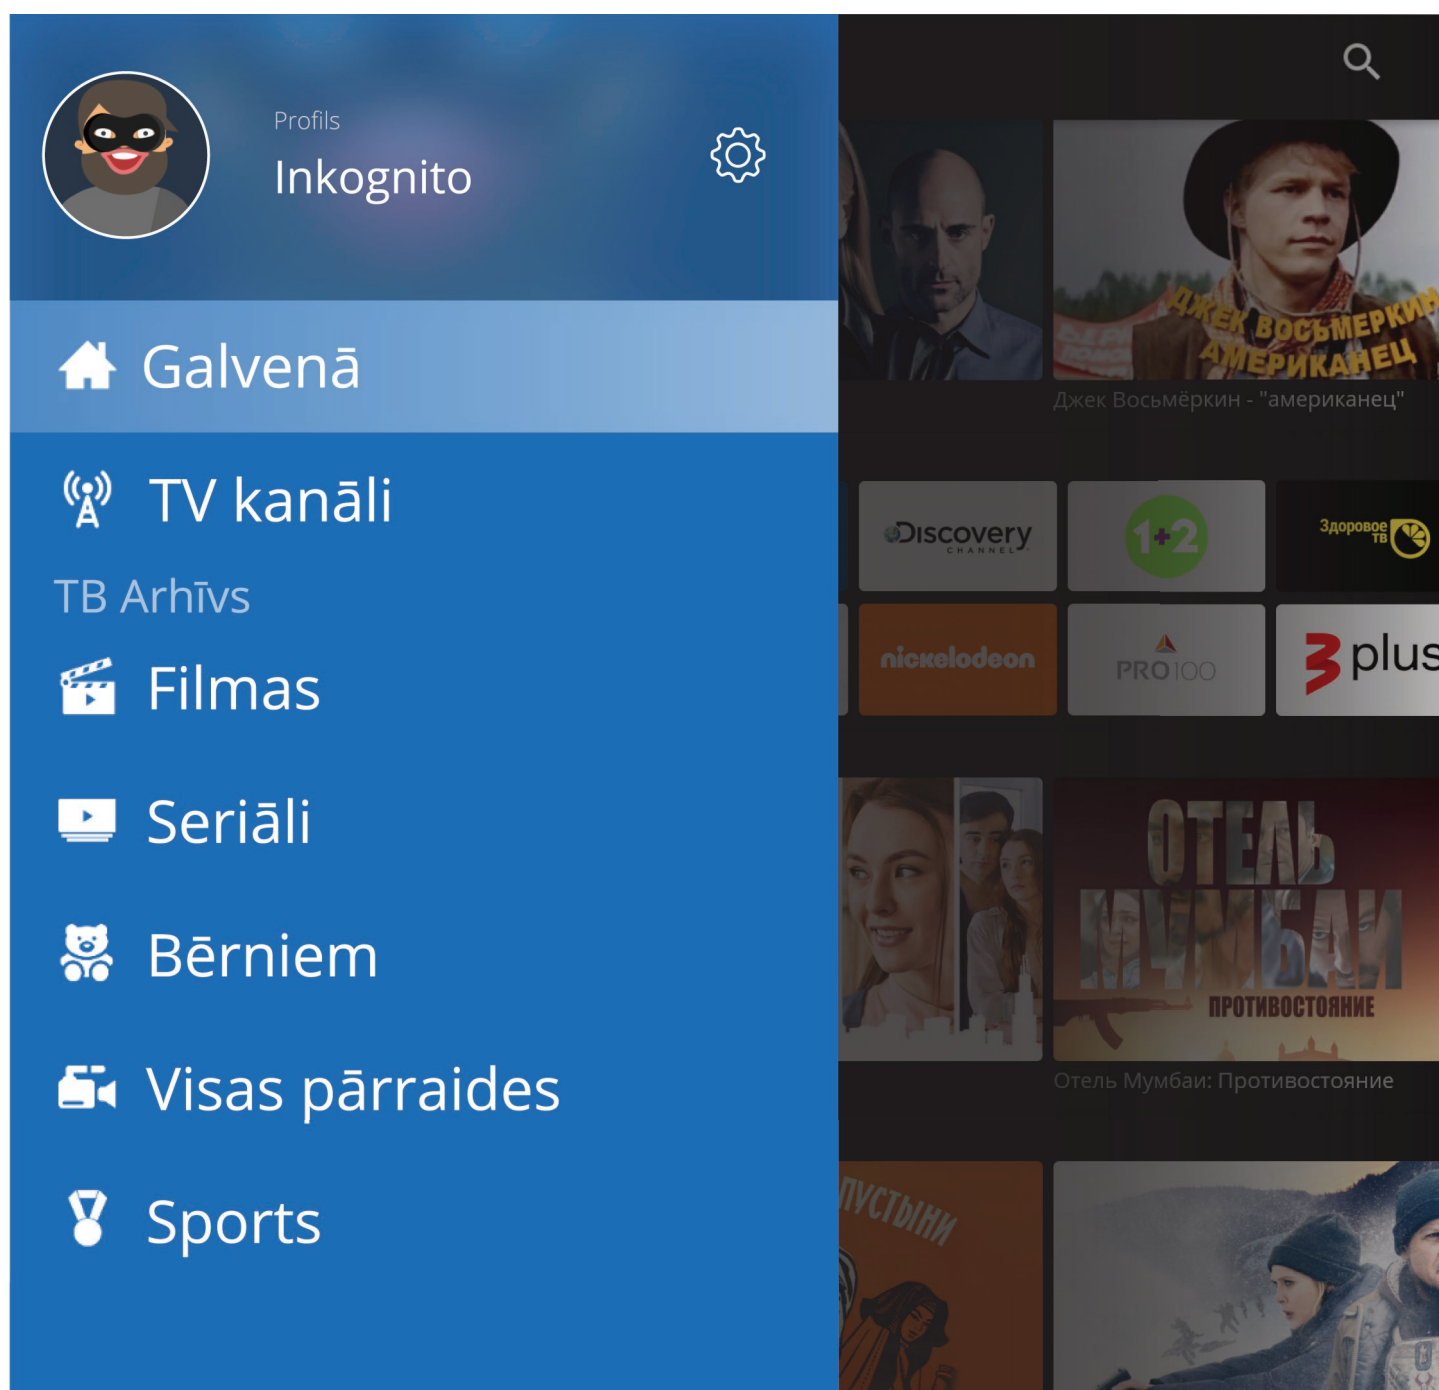 Profils
Inkognito
Galvenā
TV kanāli
TB Arhīvs
Filmas
Seriāli
Bērniem
Visas pārraides
Sports
ДЖЕК ВОСЬМЕРКИН
АМЕРИКАНЕЦ
Джек Восьмёркин - "американец"
Discovery
CHANNEL
1+2
Здоровое
ТВ
nickelodeon
PRO100
3 plus
ОТЕЛЬ
МУМБАИ
ПРОТИВОСТОЯНИЕ
Отель Мумбаи: Противостояние
ПУСТЫНИ